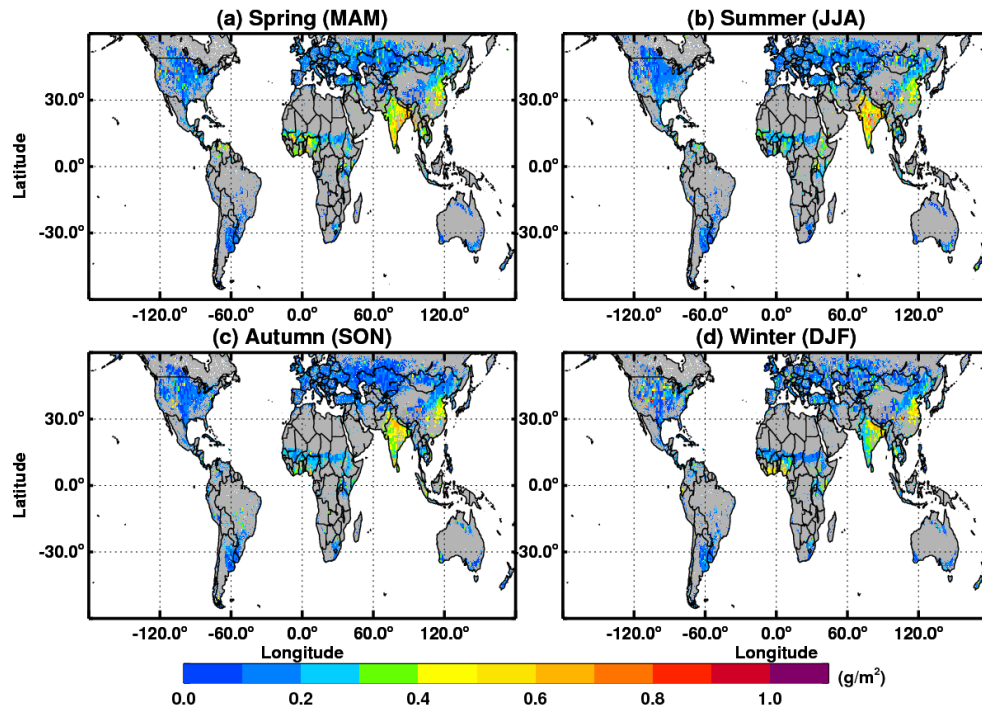 (a) Spring (MAM)
(b) Summer (JJA)
30.0°
0.0°
-30.0°
Latitude
30.0°
0.0°
-30.0°
-120.0° -60.0° 0.0° 60.0° 120.0°
-120.0° -60.0° 0.0° 60.0° 120.0°
(c) Autumn (SON)
(d) Winter (DJF)
30.0°
0.0°
-30.0°
Latitude
30.0°
0.0°
-30.0°
-120.0° -60.0° 0.0° 60.0° 120.0°
Longitude
-120.0° -60.0° 0.0° 60.0° 120.0°
Longitude
(g/m²)
0.0 0.2 0.4 0.6 0.8 1.0